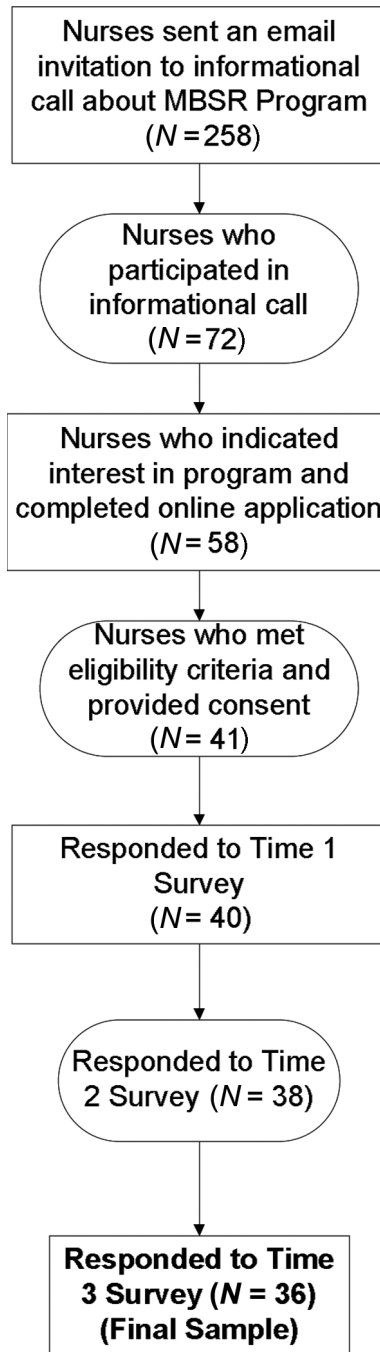 Nurses sent an email
invitation to informational
call about MBSR Program
(N = 258)
Nurses who
participated in
informational call
(N = 72)
Nurses who indicated
interest in program and
completed online application
(N = 58)
Nurses who met
eligibility criteria and
provided consent
(N = 41)
Responded to Time 1
Survey
(N = 40)
Responded to Time
2 Survey (N = 38)
Responded to Time
3 Survey (N = 36)
(Final Sample)